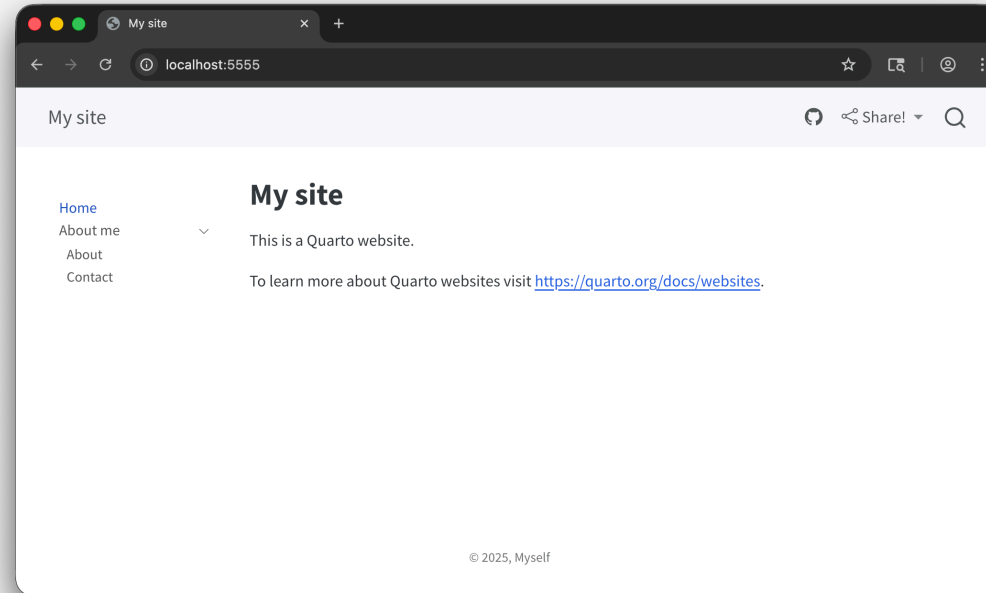 My site
localhost:5555
My site
Share!
Home
About me
About
Contact
My site
This is a Quarto website.
To learn more about Quarto websites visit https://quarto.org/docs/websites.
© 2025, Myself